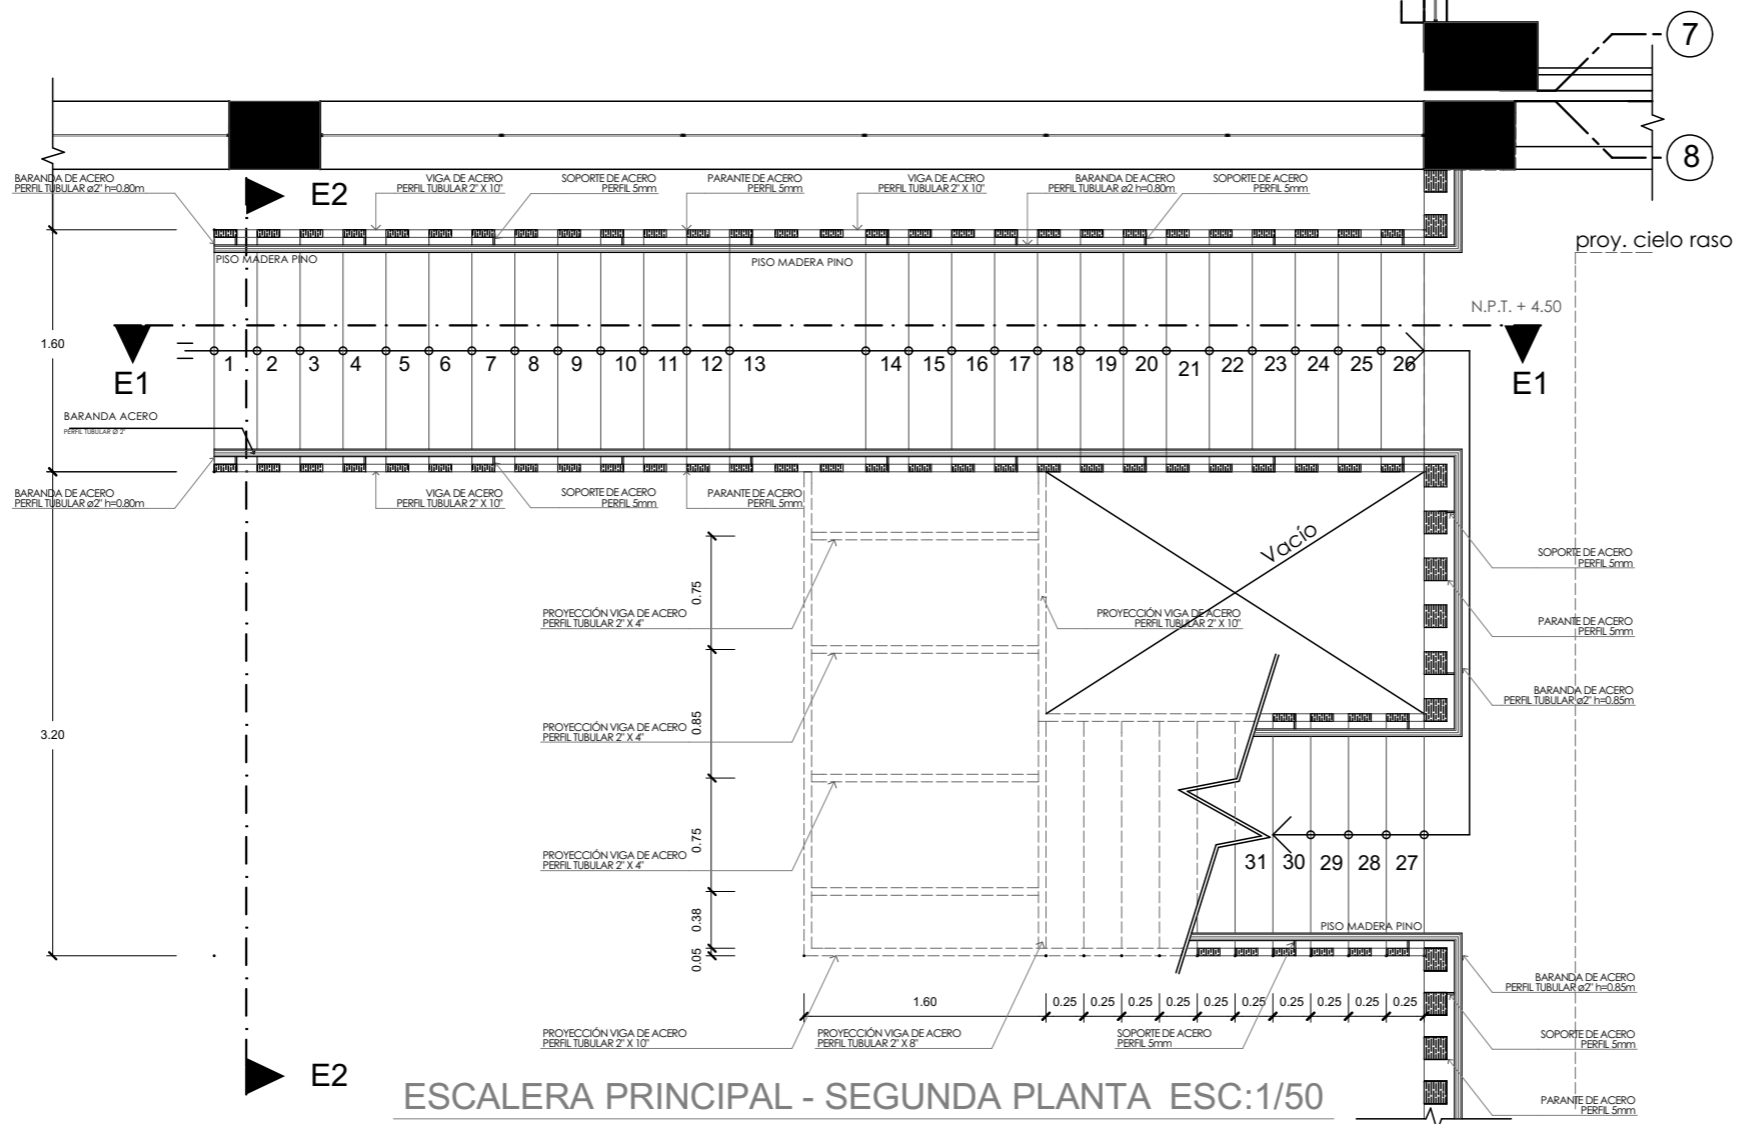 7
8
BARANDA DE ACERO
PERFIL TUBULAR ø2" h=0.80m
E2
VIGA DE ACERO
PERFIL TUBULAR 2" X 10"
SOPORTE DE ACERO
PERFIL 5mm
PARANTE DE ACERO
PERFIL 5mm
VIGA DE ACERO
PERFIL TUBULAR 2" X 10"
BARANDA DE ACERO
PERFIL TUBULAR ø2 h=0.80m
SOPORTE DE ACERO
PERFIL 5mm
proy. cielo raso
PISO MADERA PINO
PISO MADERA PINO
N.P.T. + 4.50
1.60
E1
1 2 3 4 5 6 7 8 9 10 11 12 13 14 15 16 17 18 19 20 21 22 23 24 25 26
E1
BARANDA ACERO
PERFIL TUBULAR Ø 2"
BARANDA DE ACERO
PERFIL TUBULAR ø2" h=0.80m
VIGA DE ACERO
PERFIL TUBULAR 2" X 10"
SOPORTE DE ACERO
PERFIL 5mm
PARANTE DE ACERO
PERFIL 5mm
Vacío
SOPORTE DE ACERO
PERFIL 5mm
0.75
PROYECCIÓN VIGA DE ACERO
PERFIL TUBULAR 2" X 4"
PROYECCIÓN VIGA DE ACERO
PERFIL TUBULAR 2" X 10"
PARANTE DE ACERO
PERFIL 5mm
BARANDA DE ACERO
PERFIL TUBULAR ø2" h=0.85m
3.20
0.85
PROYECCIÓN VIGA DE ACERO
PERFIL TUBULAR 2" X 4"
0.75
PROYECCIÓN VIGA DE ACERO
PERFIL TUBULAR 2" X 4"
31 30 29 28 27
0.38
PISO MADERA PINO
0.05
BARANDA DE ACERO
PERFIL TUBULAR ø2" h=0.85m
1.60 0.25 0.25 0.25 0.25 0.25 0.25 0.25 0.25 0.25 0.25
PROYECCIÓN VIGA DE ACERO
PERFIL TUBULAR 2" X 10"
PROYECCIÓN VIGA DE ACERO
PERFIL TUBULAR 2" X 8"
SOPORTE DE ACERO
PERFIL 5mm
SOPORTE DE ACERO
PERFIL 5mm
E2
ESCALERA PRINCIPAL - SEGUNDA PLANTA ESC:1/50
PARANTE DE ACERO
PERFIL 5mm